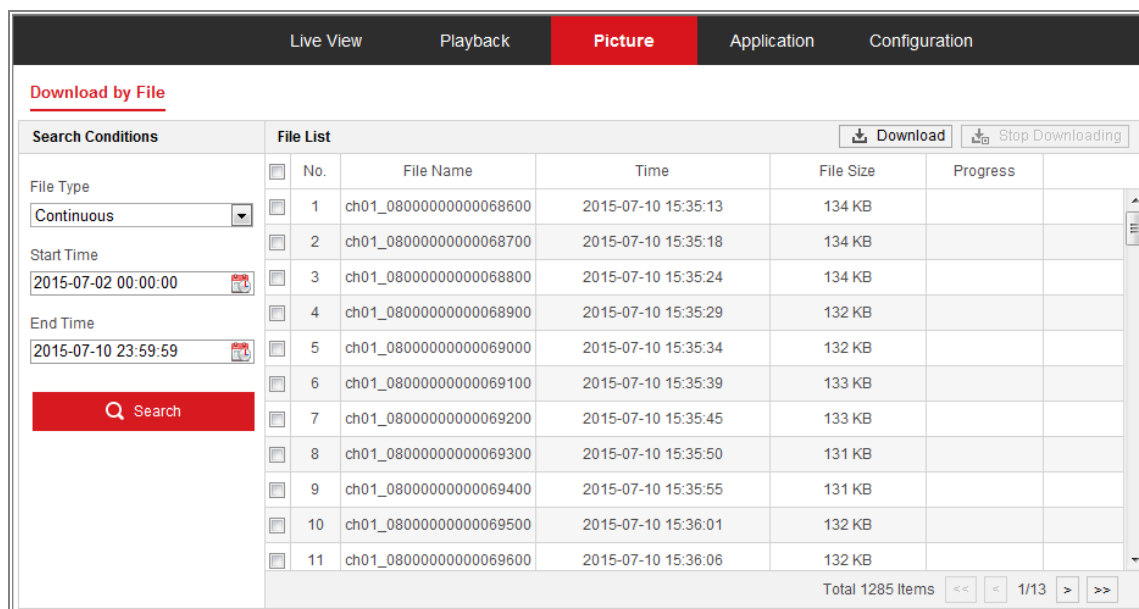 Live View Playback Picture Application Configuration
Download by File
Search Conditions
File Type
Continuous
Start Time
2015-07-02 00:00:00
End Time
2015-07-10 23:59:59
Search
File List Download Stop Downloading
No. File Name Time File Size Progress
1 ch01_08000000000068600 2015-07-10 15:35:13 134 KB
2 ch01_08000000000068700 2015-07-10 15:35:18 134 KB
3 ch01_08000000000068800 2015-07-10 15:35:24 134 KB
4 ch01_08000000000068900 2015-07-10 15:35:29 132 KB
5 ch01_08000000000069000 2015-07-10 15:35:34 132 KB
6 ch01_08000000000069100 2015-07-10 15:35:39 133 KB
7 ch01_08000000000069200 2015-07-10 15:35:45 133 KB
8 ch01_08000000000069300 2015-07-10 15:35:50 131 KB
9 ch01_08000000000069400 2015-07-10 15:35:55 131 KB
10 ch01_08000000000069500 2015-07-10 15:36:01 132 KB
11 ch01_08000000000069600 2015-07-10 15:36:06 132 KB
Total 1285 Items << < 1/13 > >>